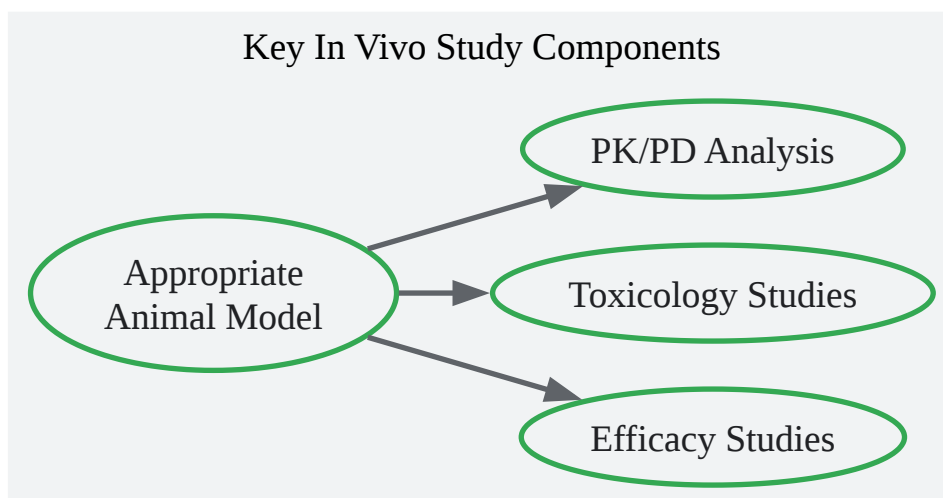 Key In Vivo Study Components
PK/PD Analysis
Appropriate
Animal Model
Toxicology Studies
Efficacy Studies